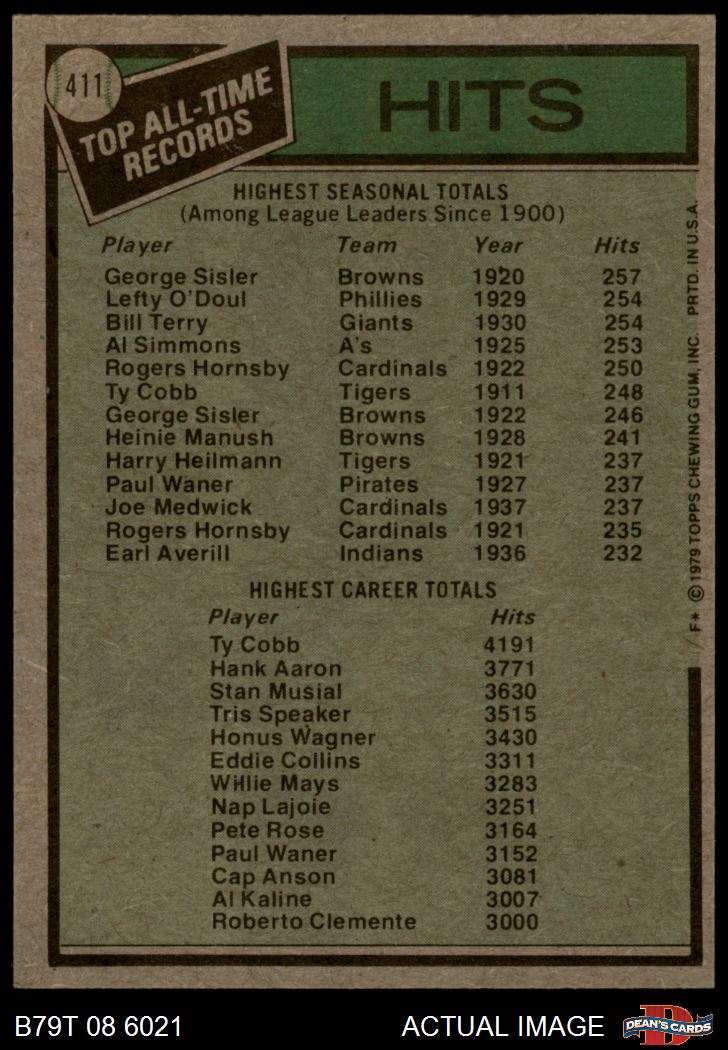 411
TOP ALL-TIME
RECORDS
HITS
HIGHEST SEASONAL TOTALS
(Among League Leaders Since 1900)
Player Team Year Hits
George Sisler Browns 1920 257
Lefty O'Doul Phillies 1929 254
Bill Terry Giants 1930 254
Al Simmons A's 1925 253
Rogers Hornsby Cardinals 1922 250
Ty Cobb Tigers 1911 248
George Sisler Browns 1922 246
Heinie Manush Browns 1928 241
Harry Heilmann Tigers 1921 237
Paul Waner Pirates 1927 237
Joe Medwick Cardinals 1937 237
Rogers Hornsby Cardinals 1921 235
Earl Averill Indians 1936 232
HIGHEST CAREER TOTALS
Player Hits
Ty Cobb 4191
Hank Aaron 3771
Stan Musial 3630
Tris Speaker 3515
Honus Wagner 3430
Eddie Collins 3311
Willie Mays 3283
Nap Lajoie 3251
Pete Rose 3164
Paul Waner 3152
Cap Anson 3081
Al Kaline 3007
Roberto Clemente 3000
F* © 1979 TOPPS CHEWING GUM, INC. PRTD. IN U.S.A.
B79T 08 6021 ACTUAL IMAGE
D
DEAN'S CARDS